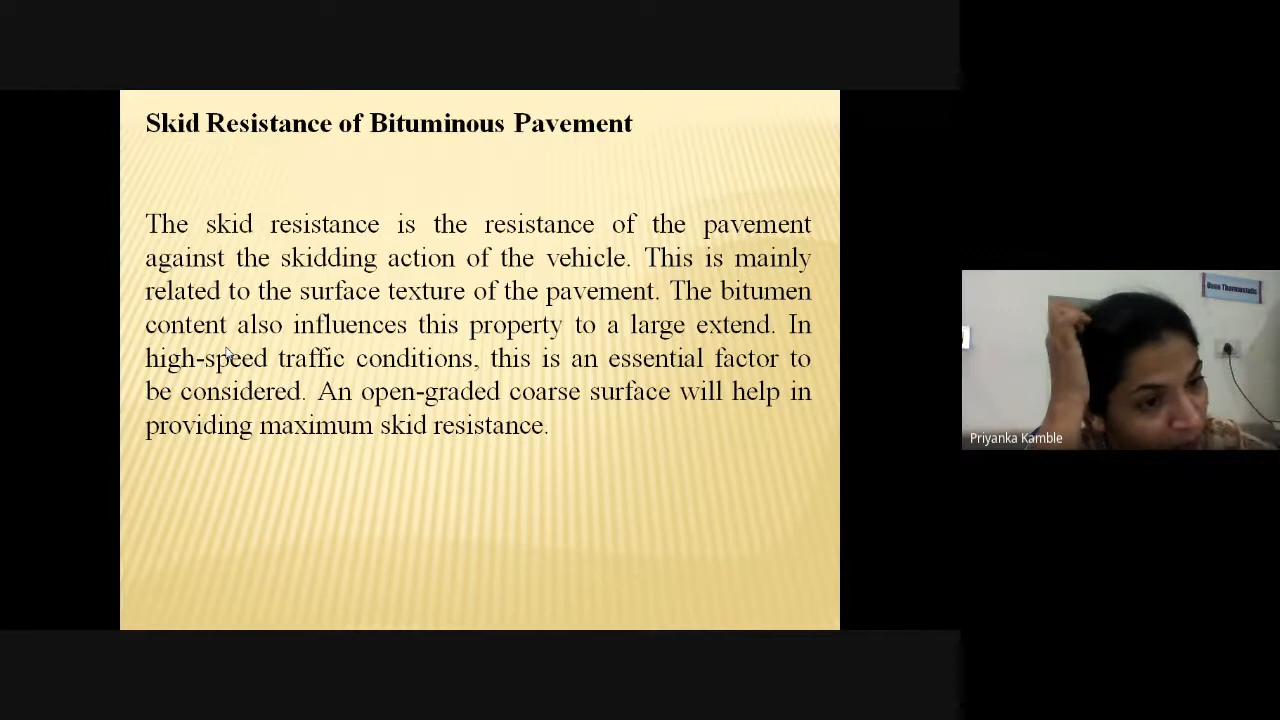 Skid Resistance of Bituminous Pavement
The skid resistance is the resistance of the pavement
against the skidding action of the vehicle. This is mainly
related to the surface texture of the pavement. The bitumen
content also influences this property to a large extend. In
high-speed traffic conditions, this is an essential factor to
be considered. An open-graded coarse surface will help in
providing maximum skid resistance.
Priyanka Kamble